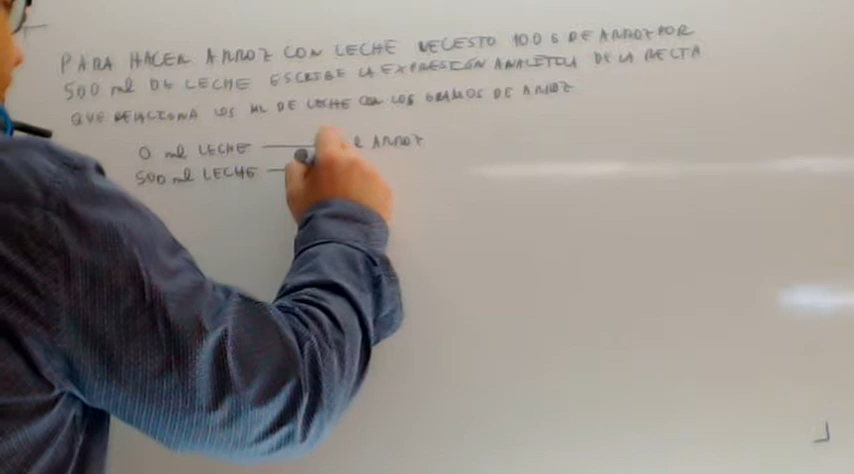 PARA HACER ARROZ CON LECHE NECESITO 100 G DE ARROZ POR
500 ml DE LECHE ESCRIBE LA EXPRESIÓN ANALÍTICA DE LA RECTA
QUE RELACIONA LOS ML DE LECHE CON LOS GRAMOS DE ARROZ
0 ml LECHE ARROZ
500 ml LECHE